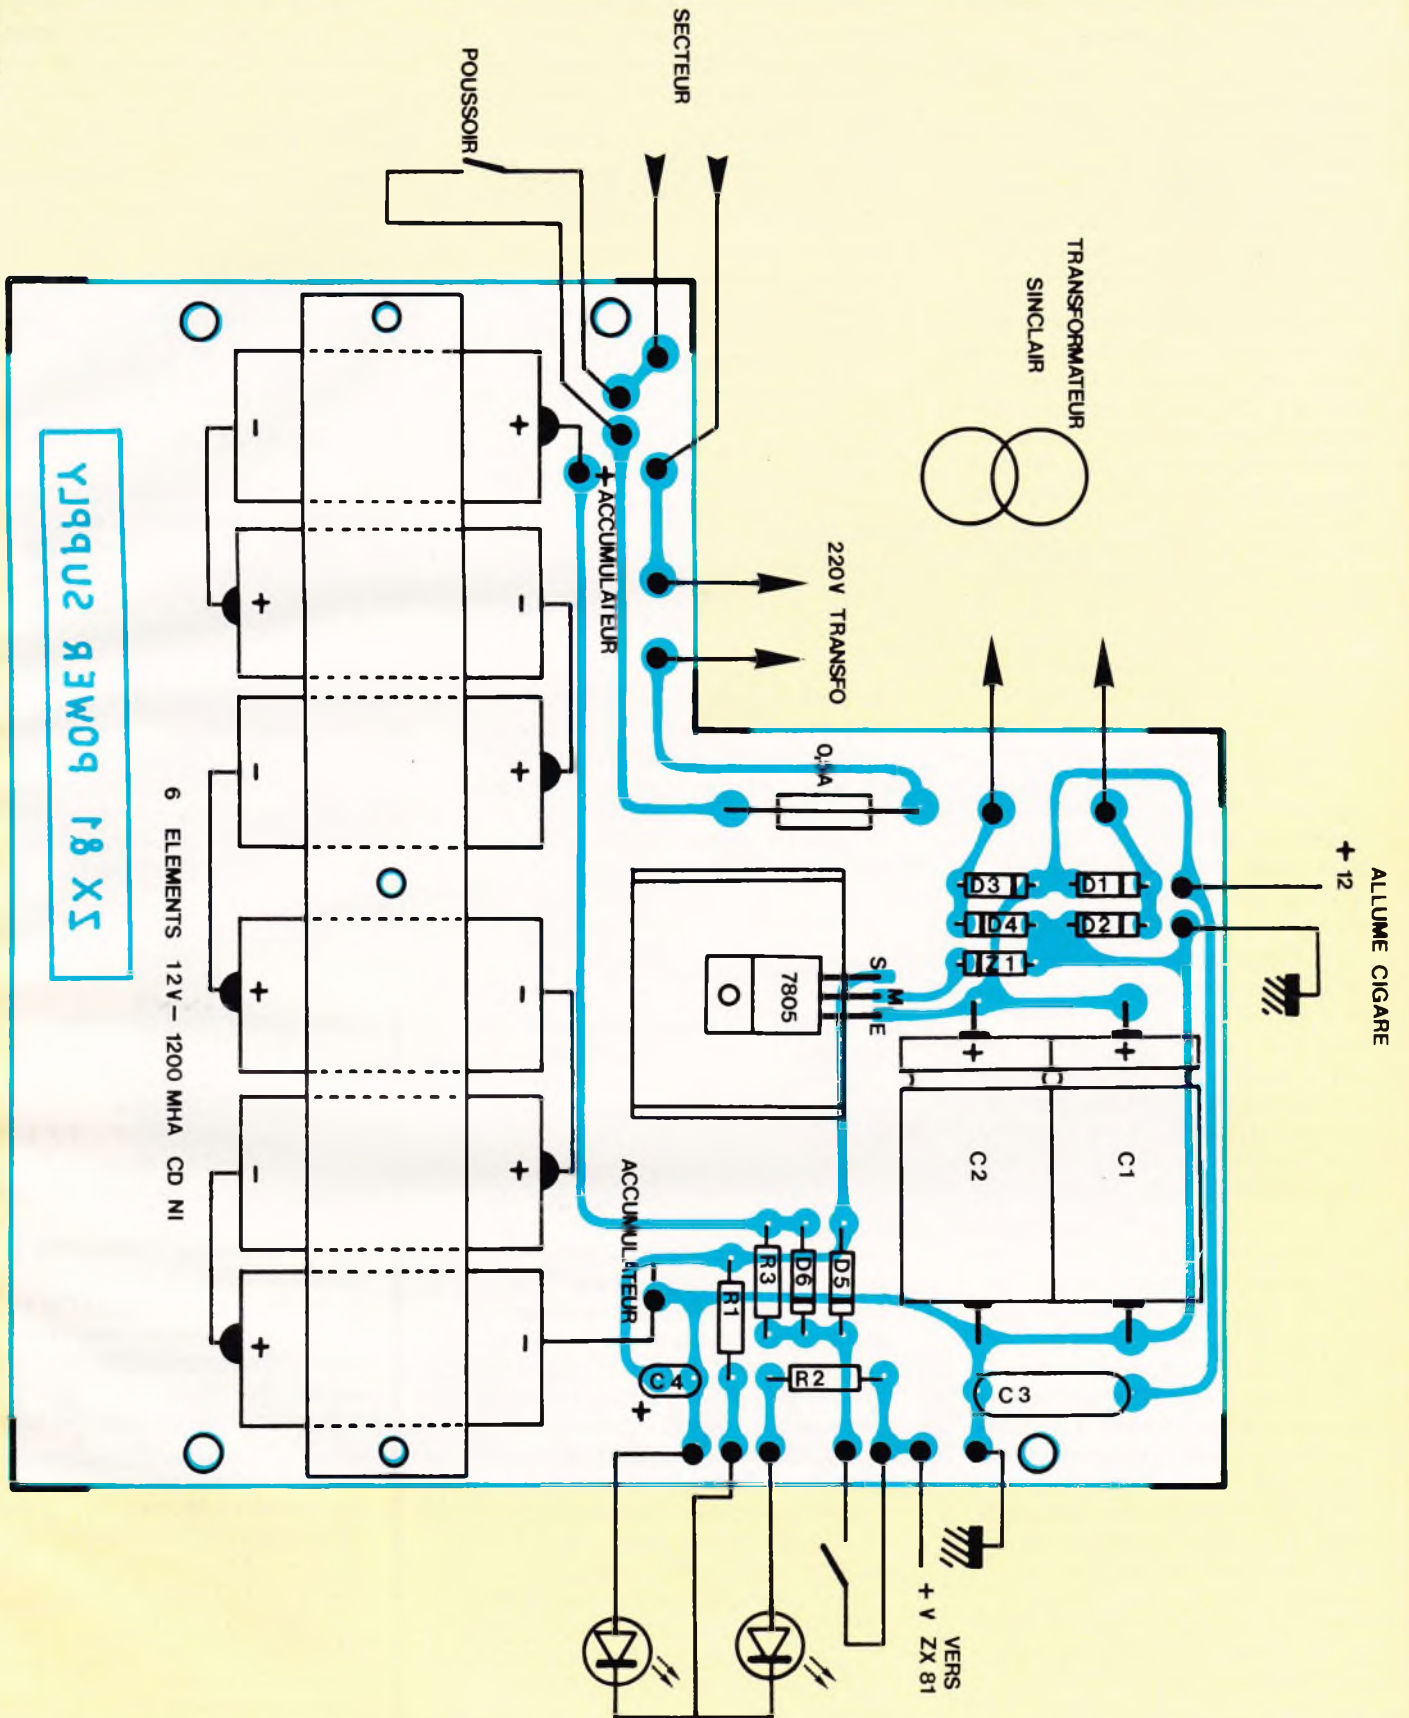 SECTEUR
POUSSOIR
TRANSFORMATEUR
SINCLAIR
220V TRANSFO
ALLUME CIGARE
+ 12
+ ACCUMULATEUR
0,5A
D3
D1
D4
D2
Z1
S
M
E
7805
+
+
C2
C1
ACCUMULATEUR
R3
D6
D5
R1
R2
C4
+
C3
VERS
+ V ZX 81
-
+
+
-
-
+
+
-
-
+
+
-
6 ELEMENTS 12V - 1200 MHA CD NI
ZX 81 POWER SUPPLY